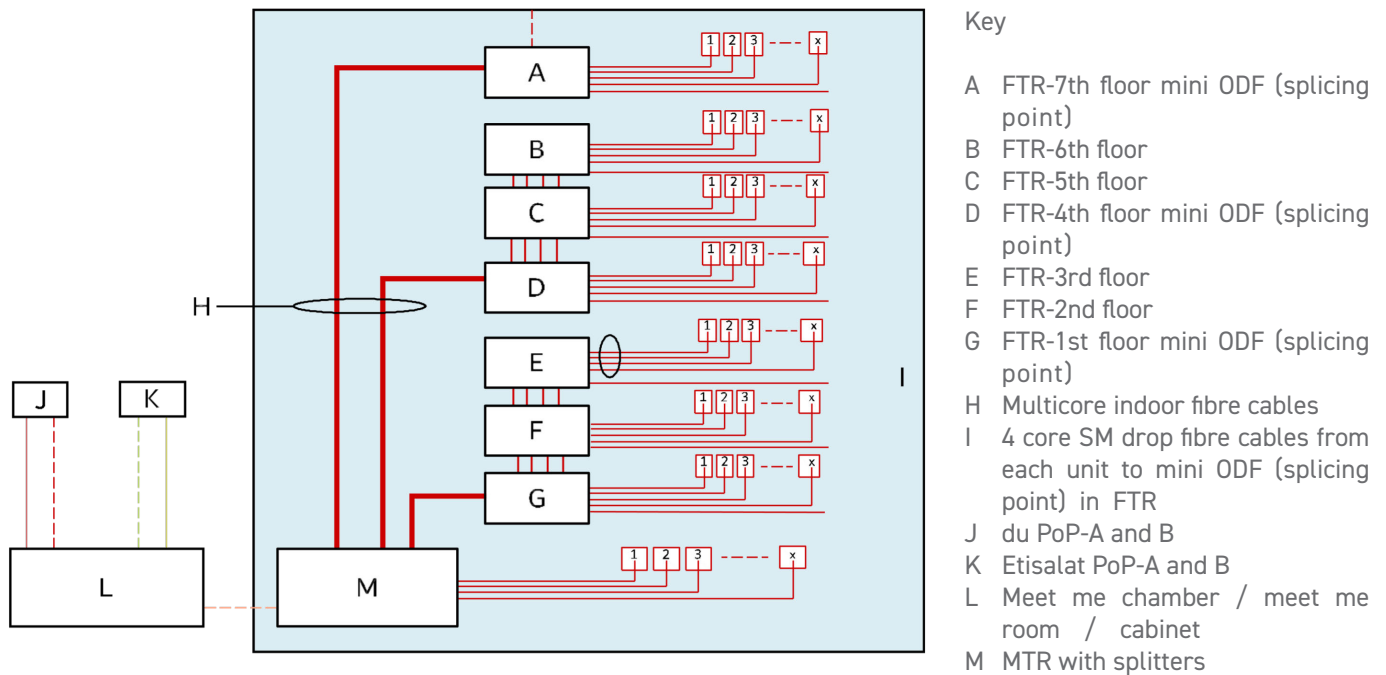 A
1 2 3 x
B
1 2 3 x
C
1 2 3 x
D
1 2 3 x
H
E
1 2 3 x
I
J
K
F
1 2 3 x
G
1 2 3 x
L
M
1 2 3 x
Key
A FTR-7th floor mini ODF (splicing
point)
B FTR-6th floor
C FTR-5th floor
D FTR-4th floor mini ODF (splicing
point)
E FTR-3rd floor
F FTR-2nd floor
G FTR-1st floor mini ODF (splicing
point)
H Multicore indoor fibre cables
I 4 core SM drop fibre cables from
each unit to mini ODF (splicing
point) in FTR
J du PoP-A and B
K Etisalat PoP-A and B
L Meet me chamber / meet me
room / cabinet
M MTR with splitters